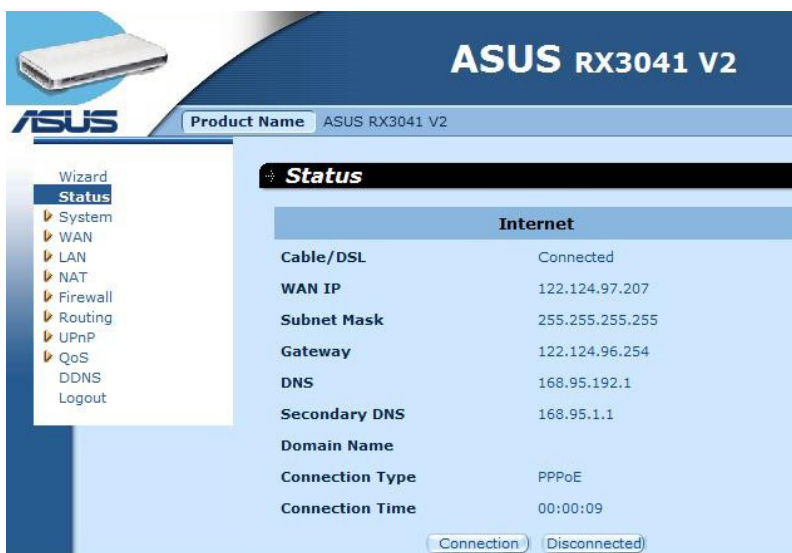 ASUS RX3041 V2
ASUS
Product Name ASUS RX3041 V2
Wizard
Status
System
WAN
LAN
NAT
Firewall
Routing
UPnP
QoS
DDNS
Logout
Status
Internet
Cable/DSL Connected
WAN IP 122.124.97.207
Subnet Mask 255.255.255.255
Gateway 122.124.96.254
DNS 168.95.192.1
Secondary DNS 168.95.1.1
Domain Name
Connection Type PPPoE
Connection Time 00:00:09
Connection Disconnected